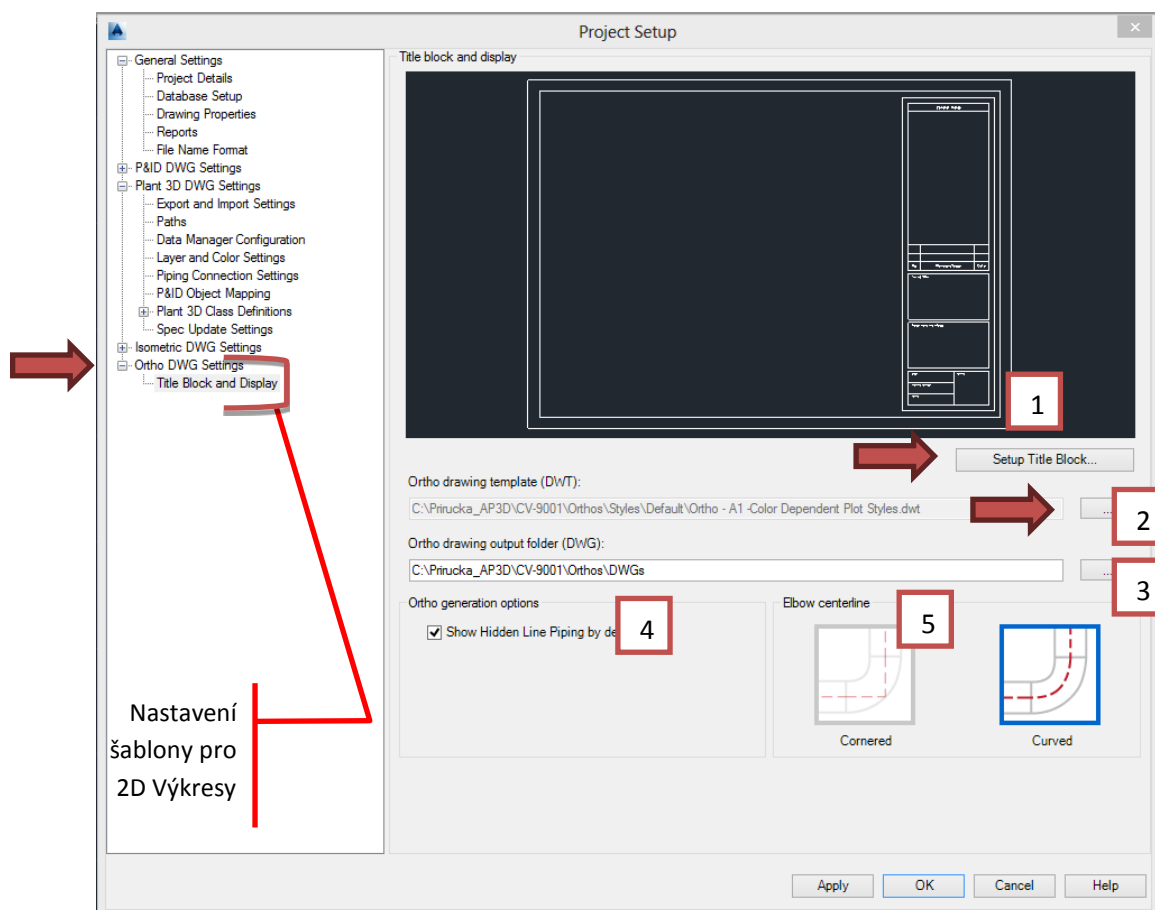 Project Setup
General Settings
Project Details
Database Setup
Drawing Properties
Reports
File Name Format
P&ID DWG Settings
Plant 3D DWG Settings
Export and Import Settings
Paths
Data Manager Configuration
Layer and Color Settings
Piping Connection Settings
P&ID Object Mapping
Plant 3D Class Definitions
Spec Update Settings
Isometric DWG Settings
Ortho DWG Settings
Title Block and Display
Nastavení
šablony pro
2D Výkresy
Title block and display
1
Setup Title Block...
Ortho drawing template (DWT):
C:\Prirucka_AP3D\CV-9001\Orthos\Styles\Default\Ortho - A1 -Color Dependent Plot Styles.dwt
...
2
Ortho drawing output folder (DWG):
C:\Prirucka_AP3D\CV-9001\Orthos\DWGs
...
3
Ortho generation options
Show Hidden Line Piping by de
4
Elbow centerline
5
Cornered
Curved
Apply
OK
Cancel
Help